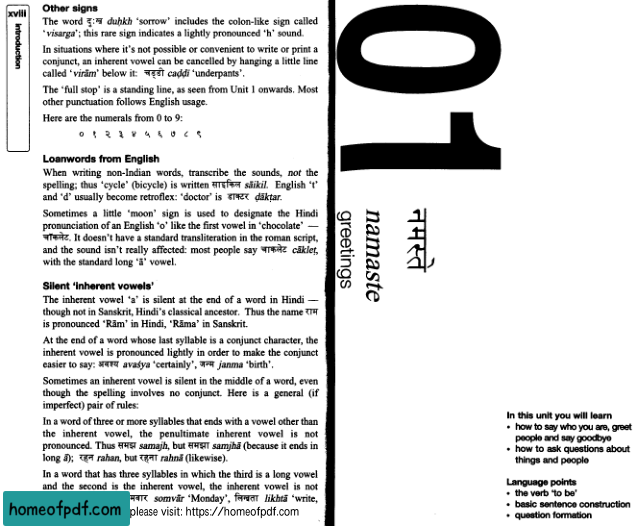 xviii
introduction
Other signs
The word दुःख duḥkh ‘sorrow’ includes the colon-like sign called
‘visarga’; this rare sign indicates a lightly pronounced ‘h’ sound.
In situations where it’s not possible or convenient to write or print a
conjunct, an inherent vowel can be cancelled by hanging a little line
called ‘virām’ below it: चड्डी caḍḍī ‘underpants’.
The ‘full stop’ is a standing line, as seen from Unit 1 onwards. Most
other punctuation follows English usage.
Here are the numerals from 0 to 9:
० १ २ ३ ४ ५ ६ ७ ८ ९
Loanwords from English
When writing non-Indian words, transcribe the sounds, not the
spelling; thus ‘cycle’ (bicycle) is written साइकिल sāikil. English ‘t’
and ‘d’ usually become retroflex: ‘doctor’ is डाक्टर ḍākṭar.
Sometimes a little ‘moon’ sign is used to designate the Hindi
pronunciation of an English ‘o’ like the first vowel in ‘chocolate’ —
चॉकलेट. It doesn’t have a standard transliteration in the roman script,
and the sound isn’t really affected: most people say चाकलेट cākleṭ,
with the standard long ‘ā’ vowel.
Silent ‘inherent vowels’
The inherent vowel ‘a’ is silent at the end of a word in Hindi —
though not in Sanskrit, Hindi’s classical ancestor. Thus the name राम
is pronounced ‘Rām’ in Hindi, ‘Rāma’ in Sanskrit.
At the end of a word whose last syllable is a conjunct character, the
inherent vowel is pronounced lightly in order to make the conjunct
easier to say: अवश्य avaśya ‘certainly’, जन्म janma ‘birth’.
Sometimes an inherent vowel is silent in the middle of a word, even
though the spelling involves no conjunct. Here is a general (if
imperfect) pair of rules:
In a word of three or more syllables that ends with a vowel other than
the inherent vowel, the penultimate inherent vowel is not
pronounced. Thus समझ samajh, but समझा samjhā (because it ends in
long ā); रहन rahan, but रहना rahnā (likewise).
In a word that has three syllables in which the third is a long vowel
and the second is the inherent vowel, the inherent vowel is not
मवार somvār ‘Monday’, लिखता likhtā ‘write,
homeofpdf.com
please visit: https://homeofpdf.com
01
नमस्ते
namaste
greetings
In this unit you will learn
• how to say who you are, greet
people and say goodbye
• how to ask questions about
things and people
Language points
• the verb ‘to be’
• basic sentence construction
• question formation